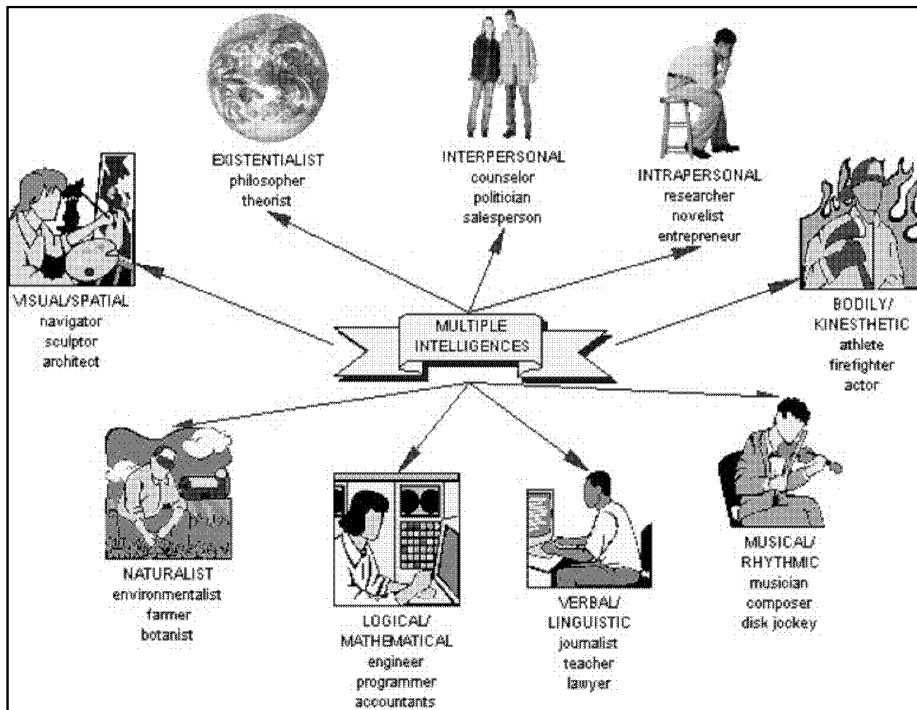 EXISTENTIALIST
philosopher
theorist
INTERPERSONAL
counselor
politician
salesperson
INTRAPERSONAL
researcher
novelist
entrepreneur
VISUAL/SPATIAL
navigator
sculptor
architect
MULTIPLE
INTELLIGENCES
BODILY/
KINESTHETIC
athlete
firefighter
actor
NATURALIST
environmentalist
farmer
botanist
LOGICAL/
MATHEMATICAL
engineer
programmer
accountants
VERBAL/
LINGUISTIC
journalist
teacher
lawyer
MUSICAL/
RHYTHMIC
musician
composer
disk jockey